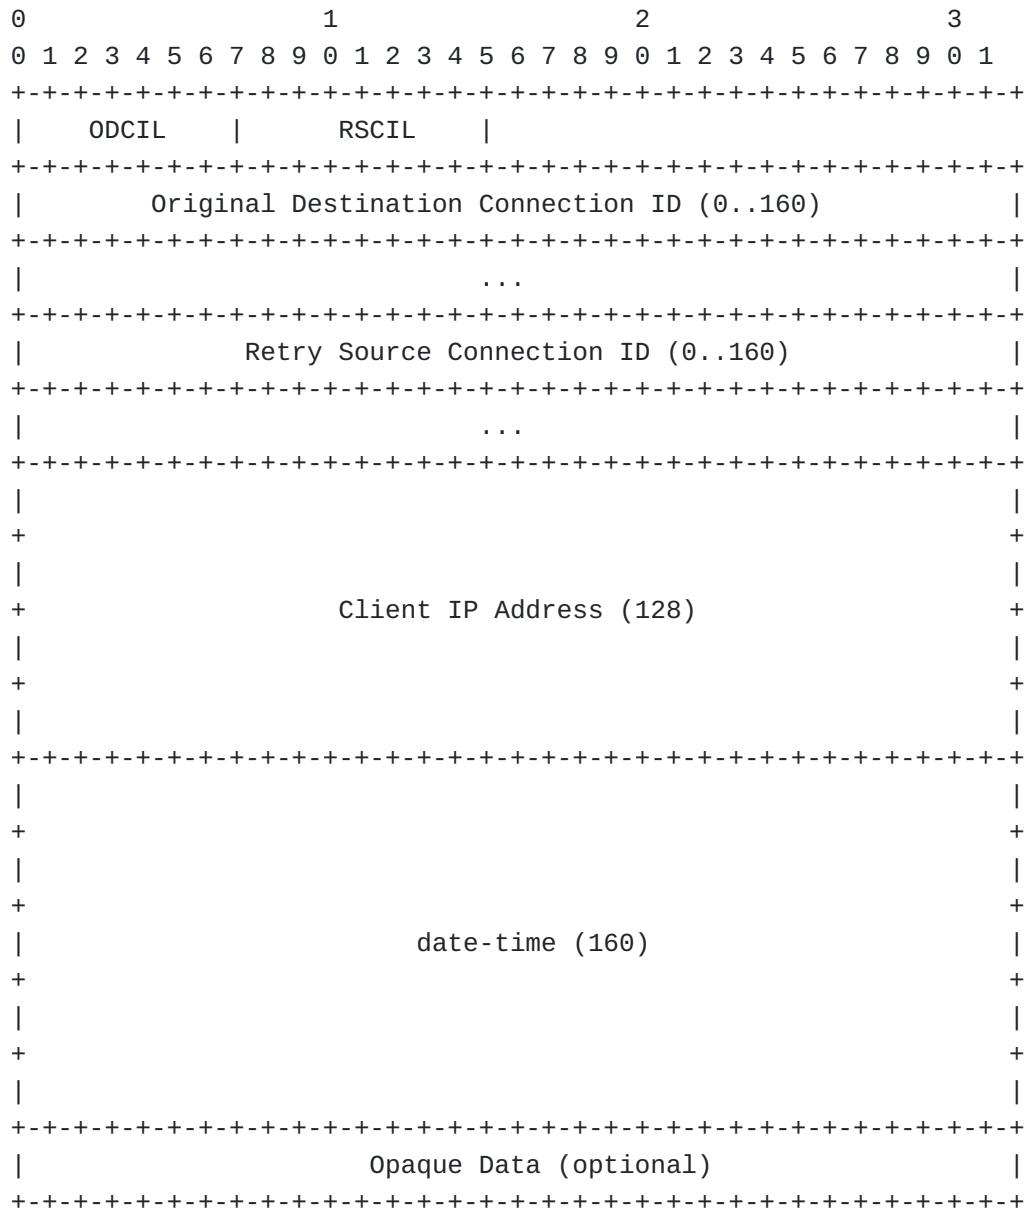 0                   1                   2                   3
0 1 2 3 4 5 6 7 8 9 0 1 2 3 4 5 6 7 8 9 0 1 2 3 4 5 6 7 8 9 0 1
+-+-+-+-+-+-+-+-+-+-+-+-+-+-+-+-+-+-+-+-+-+-+-+-+-+-+-+-+-+-+-+-+
|    ODCIL    |      RSCIL    |
+-+-+-+-+-+-+-+-+-+-+-+-+-+-+-+-+-+-+-+-+-+-+-+-+-+-+-+-+-+-+-+-+
|        Original Destination Connection ID (0..160)            |
+-+-+-+-+-+-+-+-+-+-+-+-+-+-+-+-+-+-+-+-+-+-+-+-+-+-+-+-+-+-+-+-+
|                             ...                               |
+-+-+-+-+-+-+-+-+-+-+-+-+-+-+-+-+-+-+-+-+-+-+-+-+-+-+-+-+-+-+-+-+
|              Retry Source Connection ID (0..160)              |
+-+-+-+-+-+-+-+-+-+-+-+-+-+-+-+-+-+-+-+-+-+-+-+-+-+-+-+-+-+-+-+-+
|                             ...                               |
+-+-+-+-+-+-+-+-+-+-+-+-+-+-+-+-+-+-+-+-+-+-+-+-+-+-+-+-+-+-+-+-+
|                                                               |
+                                                               +
|                                                               |
+                    Client IP Address (128)                    +
|                                                               |
+                                                               +
|                                                               |
+-+-+-+-+-+-+-+-+-+-+-+-+-+-+-+-+-+-+-+-+-+-+-+-+-+-+-+-+-+-+-+-+
|                                                               |
+                                                               +
|                                                               |
+                                                               +
|                         date-time (160)                       |
+                                                               +
|                                                               |
+                                                               +
|                                                               |
+-+-+-+-+-+-+-+-+-+-+-+-+-+-+-+-+-+-+-+-+-+-+-+-+-+-+-+-+-+-+-+-+
|                      Opaque Data (optional)                   |
+-+-+-+-+-+-+-+-+-+-+-+-+-+-+-+-+-+-+-+-+-+-+-+-+-+-+-+-+-+-+-+-+